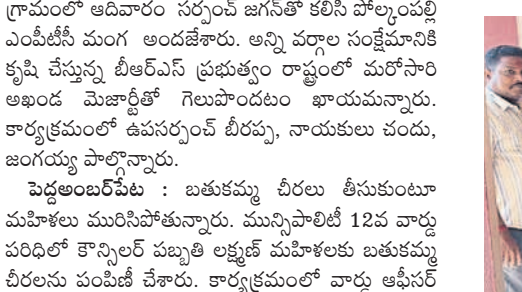 గ్రామంలో ఆదివారం సర్పంచ్ జగన్‌తో కలిసి పోల్కంపల్లి
ఎంపీటీసీ మంగ అందజేశారు. అన్ని వర్గాల సంక్షేమానికి
కృషి చేస్తున్న బీఆర్ఎస్ ప్రభుత్వం రాష్ట్రంలో మరోసారి
అఖండ మెజార్టీతో గెలుపొందటం ఖాయమన్నారు.
కార్యక్రమంలో ఉపసర్పంచ్ బీరప్ప, నాయకులు చందు,
జంగయ్య పాల్గొన్నారు.
పెద్దఅంబర్‌పేట : బతుకమ్మ చీరలు తీసుకుంటూ
మహిళలు మురిసిపోతున్నారు. మున్సిపాలిటీ 12వ వార్డు
పరిధిలో కౌన్సిలర్ పబ్బతి లక్ష్మణ్ మహిళలకు బతుకమ్మ
చీరలను పంపిణీ చేశారు. కార్యక్రమంలో వార్డు ఆఫీసర్